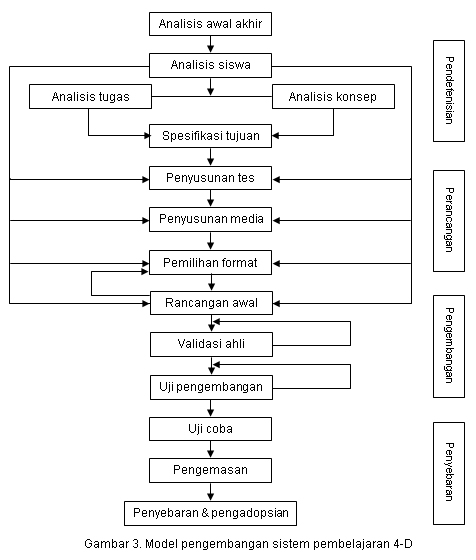 Analisis awal akhir
Analisis siswa
Analisis tugas
Analisis konsep
Spesifikasi tujuan
Penyusunan tes
Penyusunan media
Pemilihan format
Rancangan awal
Validasi ahli
Uji pengembangan
Uji coba
Pengemasan
Penyebaran & pengadopsian
Pendefenisian
Perancangan
Pengembangan
Penyebaran
Gambar 3. Model pengembangan sistem pembelajaran 4-D